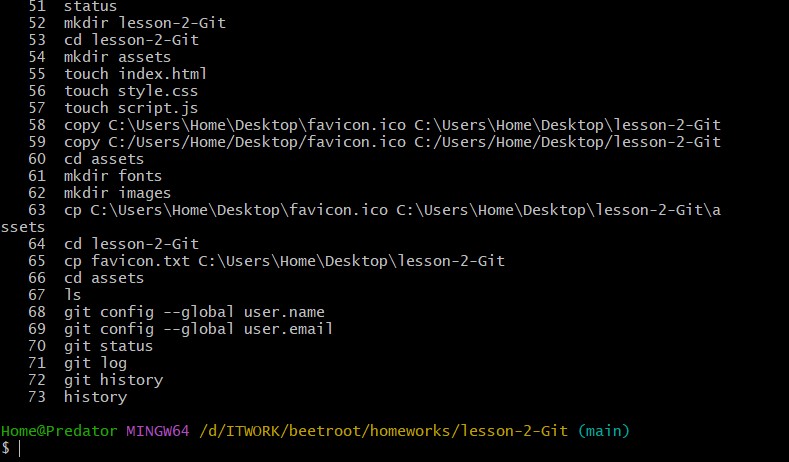 51 status
52 mkdir lesson-2-Git
53 cd lesson-2-Git
54 mkdir assets
55 touch index.html
56 touch style.css
57 touch script.js
58 copy C:\Users\Home\Desktop\favicon.ico C:\Users\Home\Desktop\lesson-2-Git
59 copy C:/Users/Home/Desktop/favicon.ico C:/Users/Home/Desktop/lesson-2-Git
60 cd assets
61 mkdir fonts
62 mkdir images
63 cp C:\Users\Home\Desktop\favicon.ico C:\Users\Home\Desktop\lesson-2-Git\a
ssets
64 cd lesson-2-Git
65 cp favicon.txt C:\Users\Home\Desktop\lesson-2-Git
66 cd assets
67 ls
68 git config --global user.name
69 git config --global user.email
70 git status
71 git log
72 git history
73 history
Home@Predator MINGW64 /d/ITWORK/beetroot/homeworks/lesson-2-Git (main)
$